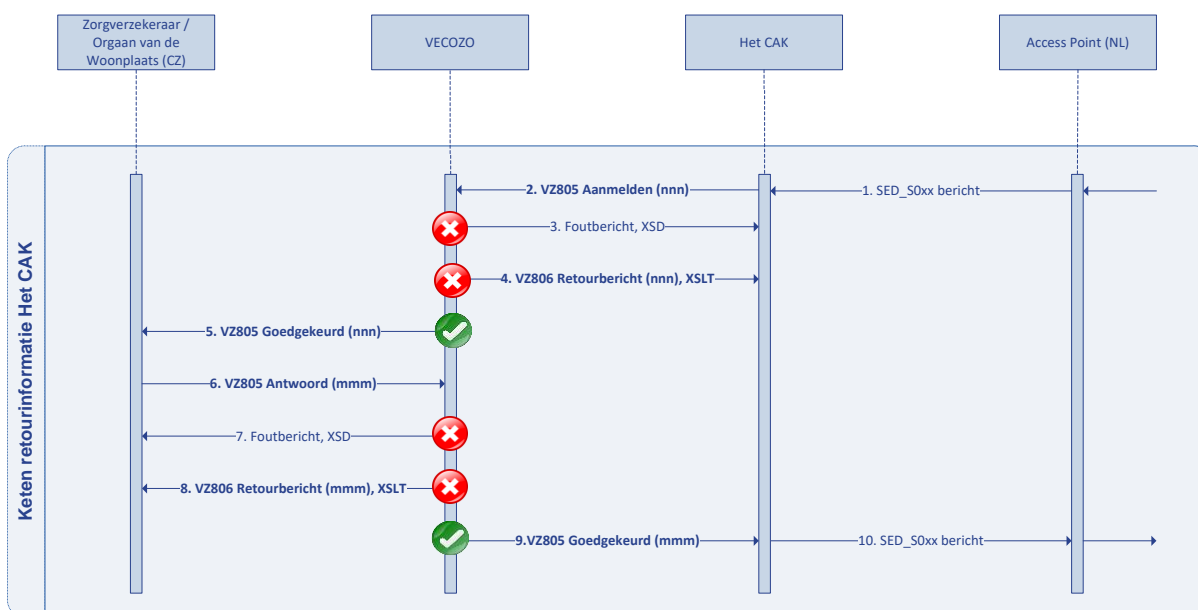 Zorgverzekeraar /
Orgaan van de
Woonplaats (CZ)
VECOZO
Het CAK
Access Point (NL)
Keten retourinformatie Het CAK
1. SED_S0xx bericht
2. VZ805 Aanmelden (nnn)
3. Foutbericht, XSD
4. VZ806 Retourbericht (nnn), XSLT
5. VZ805 Goedgekeurd (nnn)
6. VZ805 Antwoord (mmm)
7. Foutbericht, XSD
8. VZ806 Retourbericht (mmm), XSLT
9.VZ805 Goedgekeurd (mmm)
10. SED_S0xx bericht